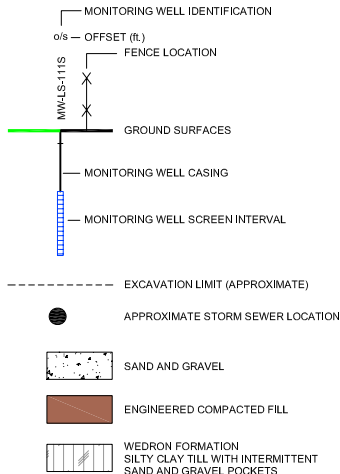 MONITORING WELL IDENTIFICATION
o/s
OFFSET (ft.)
FENCE LOCATION
MW-LS-111S
GROUND SURFACES
MONITORING WELL CASING
MONITORING WELL SCREEN INTERVAL
EXCAVATION LIMIT (APPROXIMATE)
APPROXIMATE STORM SEWER LOCATION
SAND AND GRAVEL
ENGINEERED COMPACTED FILL
WEDRON FORMATION
SILTY CLAY TILL WITH INTERMITTENT
SAND AND GRAVEL POCKETS